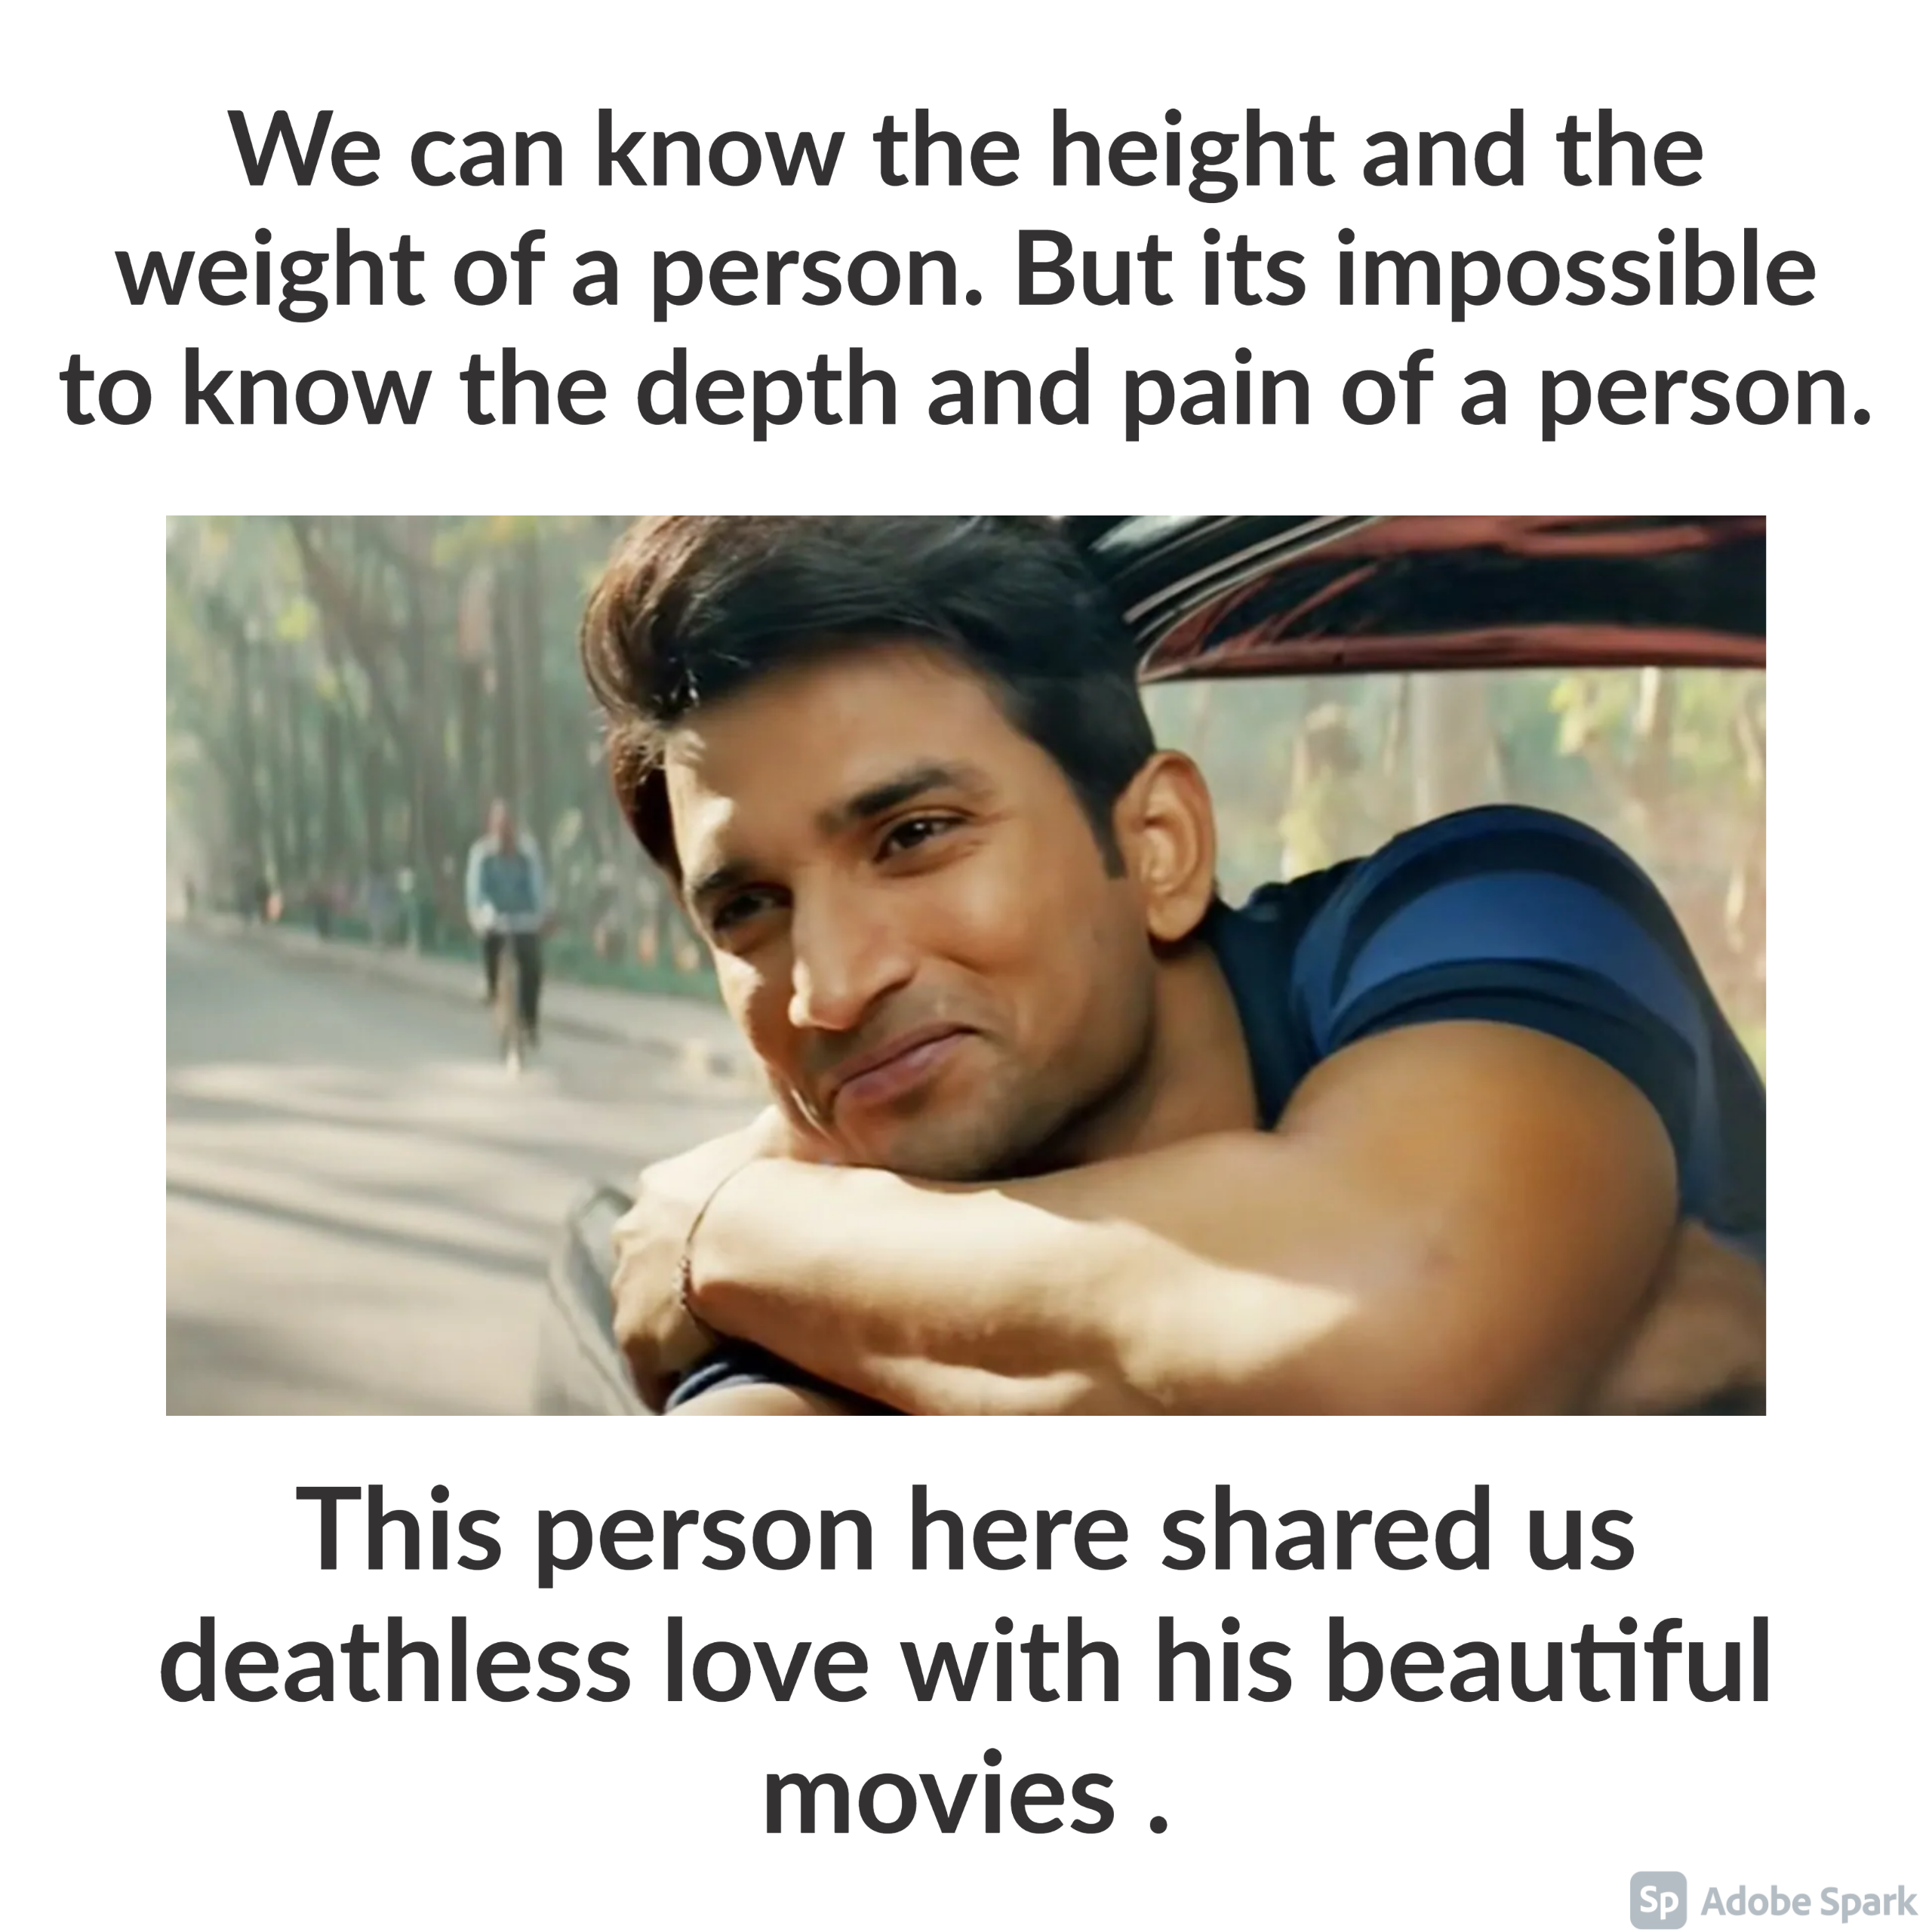 We can know the height and the
weight of a person. But its impossible
to know the depth and pain of a person.
This person here shared us
deathless love with his beautiful
movies .
Sp Adobe Spark